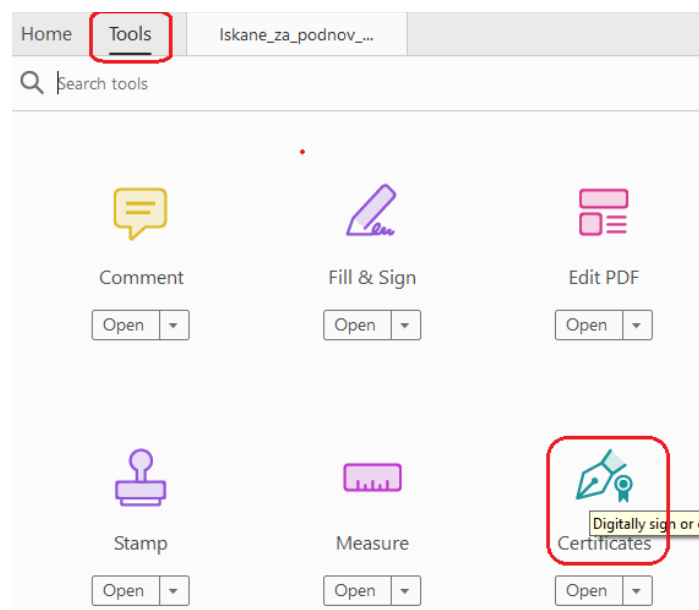 Home Tools Iskane_za_podnov_...
Search tools
Comment Fill & Sign Edit PDF
Open Open Open
Digitally sign or
Stamp Measure Certificates
Open Open Open